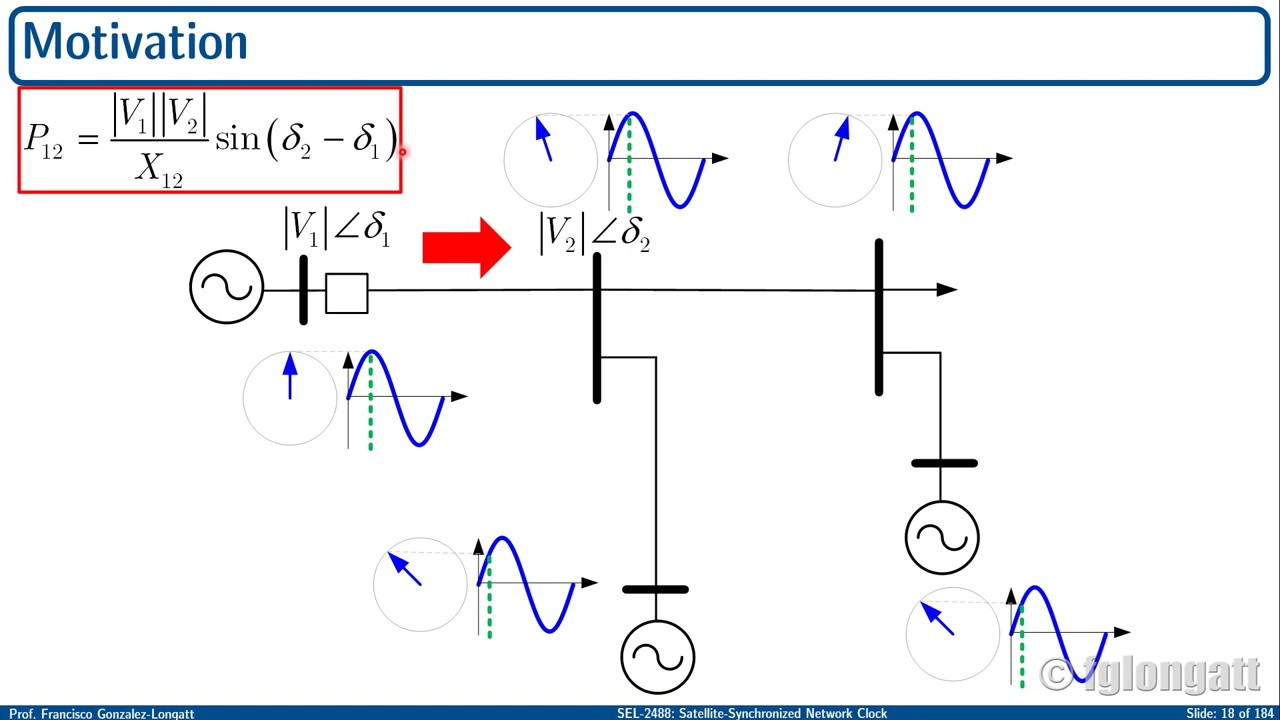 Motivation
P₁₂ = |V₁||V₂| / X₁₂ sin(δ₂ − δ₁)
|V₁|∠δ₁
|V₂|∠δ₂
© fglongatt
Prof. Francisco Gonzalez-Longatt SEL-2488: Satellite-Synchronized Network Clock Slide: 18 of 184